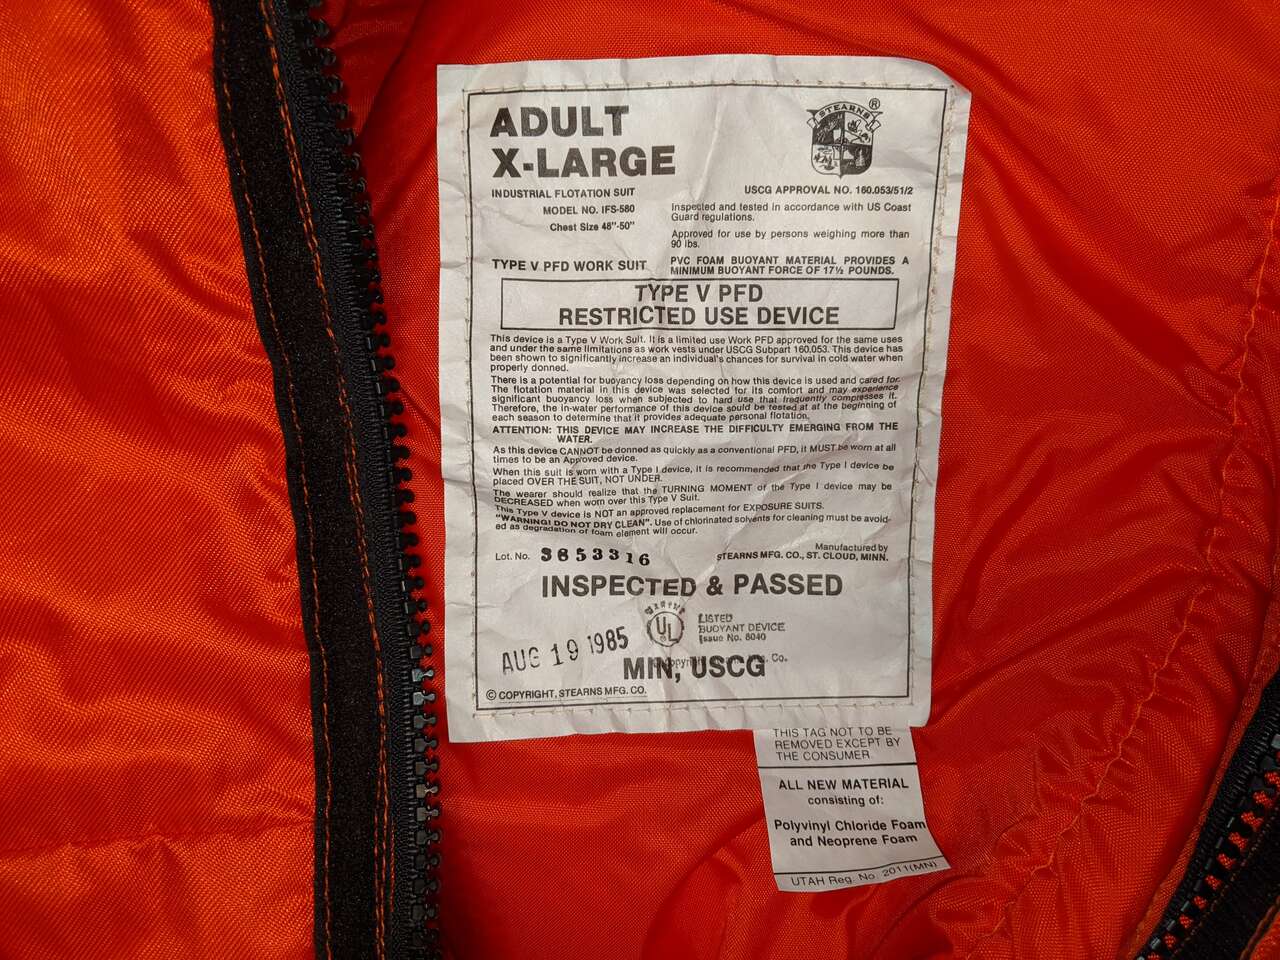 STEARNS ®
ADULT
X-LARGE
INDUSTRIAL FLOTATION SUIT
MODEL NO. IFS-580
Chest Size 48"-50"
TYPE V PFD WORK SUIT
USCG APPROVAL NO. 160.053/51/2
Inspected and tested in accordance with US Coast
Guard regulations.
Approved for use by persons weighing more than
90 lbs.
PVC FOAM BUOYANT MATERIAL PROVIDES A
MINIMUM BUOYANT FORCE OF 17½ POUNDS.
TYPE V PFD
RESTRICTED USE DEVICE
This device is a Type V Work Suit. It is a limited use Work PFD approved for the same uses
and under the same limitations as work vests under USCG Subpart 160.053. This device has
been shown to significantly increase an individual's chances for survival in cold water when
properly donned.
There is a potential for buoyancy loss depending on how this device is used and cared for.
The flotation material in this device was selected for its comfort and may experience
significant buoyancy loss when subjected to hard use that frequently compresses it.
Therefore, the in-water performance of this device sould be tested at at the beginning of
each season to determine that it provides adequate personal flotation.
ATTENTION: THIS DEVICE MAY INCREASE THE DIFFICULTY EMERGING FROM THE
WATER.
As this device CANNOT be donned as quickly as a conventional PFD, it MUST be worn at all
times to be an Approved device.
When this suit is worn with a Type I device, it is recommended that the Type I device be
placed OVER THE SUIT, NOT UNDER.
The wearer should realize that the TURNING MOMENT of the Type I device may be
DECREASED when worn over this Type V Suit.
This Type V device is NOT an approved replacement for EXPOSURE SUITS.
"WARNING! DO NOT DRY CLEAN". Use of chlorinated solvents for cleaning must be avoid-
ed as degradation of foam element will occur.
Lot. No. 3853316
Manufactured by
STEARNS MFG. CO., ST. CLOUD, MINN.
INSPECTED & PASSED
UL ®
LISTED
BUOYANT DEVICE
Issue No. 8040
AUG 19 1985
MIN, USCG
Co.
© COPYRIGHT, STEARNS MFG. CO.
THIS TAG NOT TO BE
REMOVED EXCEPT BY
THE CONSUMER
ALL NEW MATERIAL
consisting of:
Polyvinyl Chloride Foam
and Neoprene Foam
UTAH Reg. No. 2011(MN)